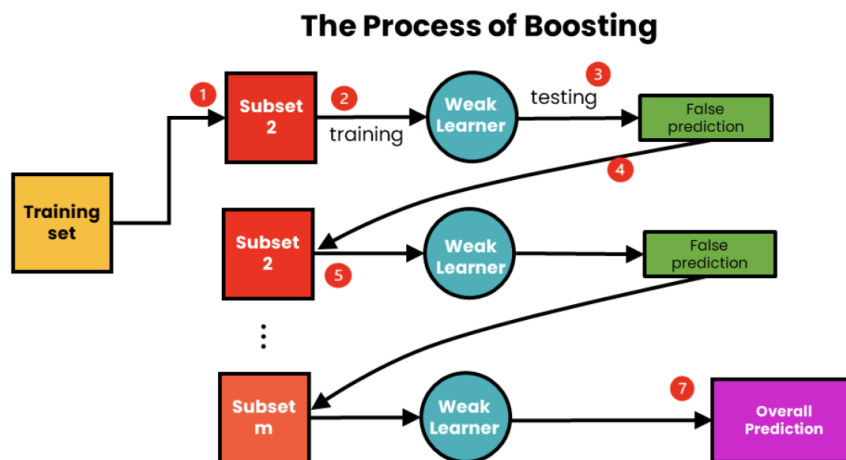 The Process of Boosting
1
Subset
2
2
training
Weak
Learner
3
testing
False
prediction
4
Training
set
Subset
2
5
Weak
Learner
False
prediction
⋮
Subset
m
Weak
Learner
7
Overall
Prediction